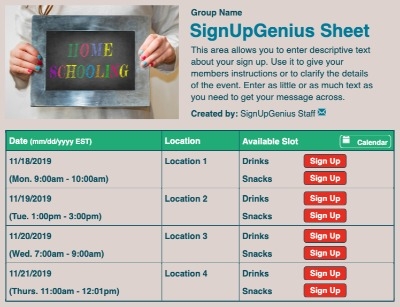 HOME
SCHOOLING
Group Name
SignUpGenius Sheet
This area allows you to enter descriptive text
about your sign up. Use it to give your
members instructions or to clarify the details
of the event. Enter as little or as much text as
you need to get your message across.
Created by: SignUpGenius Staff
Date (mm/dd/yyyy EST) Location Available Slot Calendar
11/18/2019 Location 1 Drinks Sign Up
(Mon. 9:00am - 10:00am) Snacks Sign Up
11/19/2019 Location 2 Drinks Sign Up
(Tue. 1:00pm - 3:00pm) Snacks Sign Up
11/20/2019 Location 3 Drinks Sign Up
(Wed. 7:00am - 9:00am) Snacks Sign Up
11/21/2019 Location 4 Drinks Sign Up
(Thurs. 11:00am - 12:01pm) Snacks Sign Up